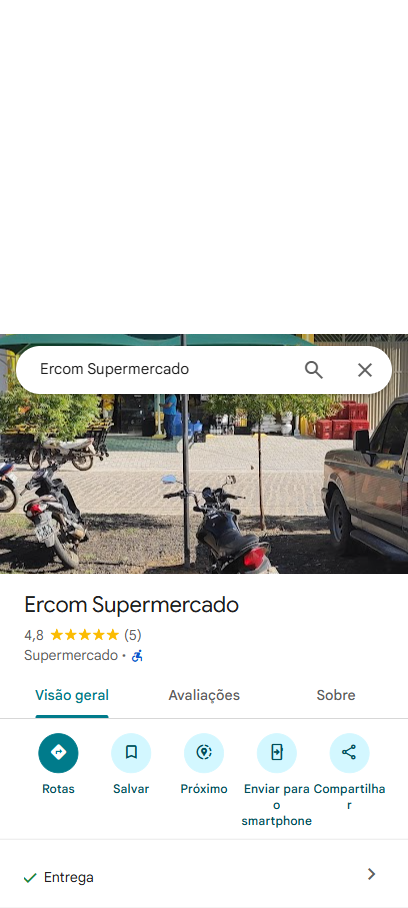 Ercom Supermercado
Ercom Supermercado
4,8 (5)
Supermercado ·
Visão geral Avaliações Sobre
Rotas Salvar Próximo Enviar para o smartphone Compartilhar
Entrega